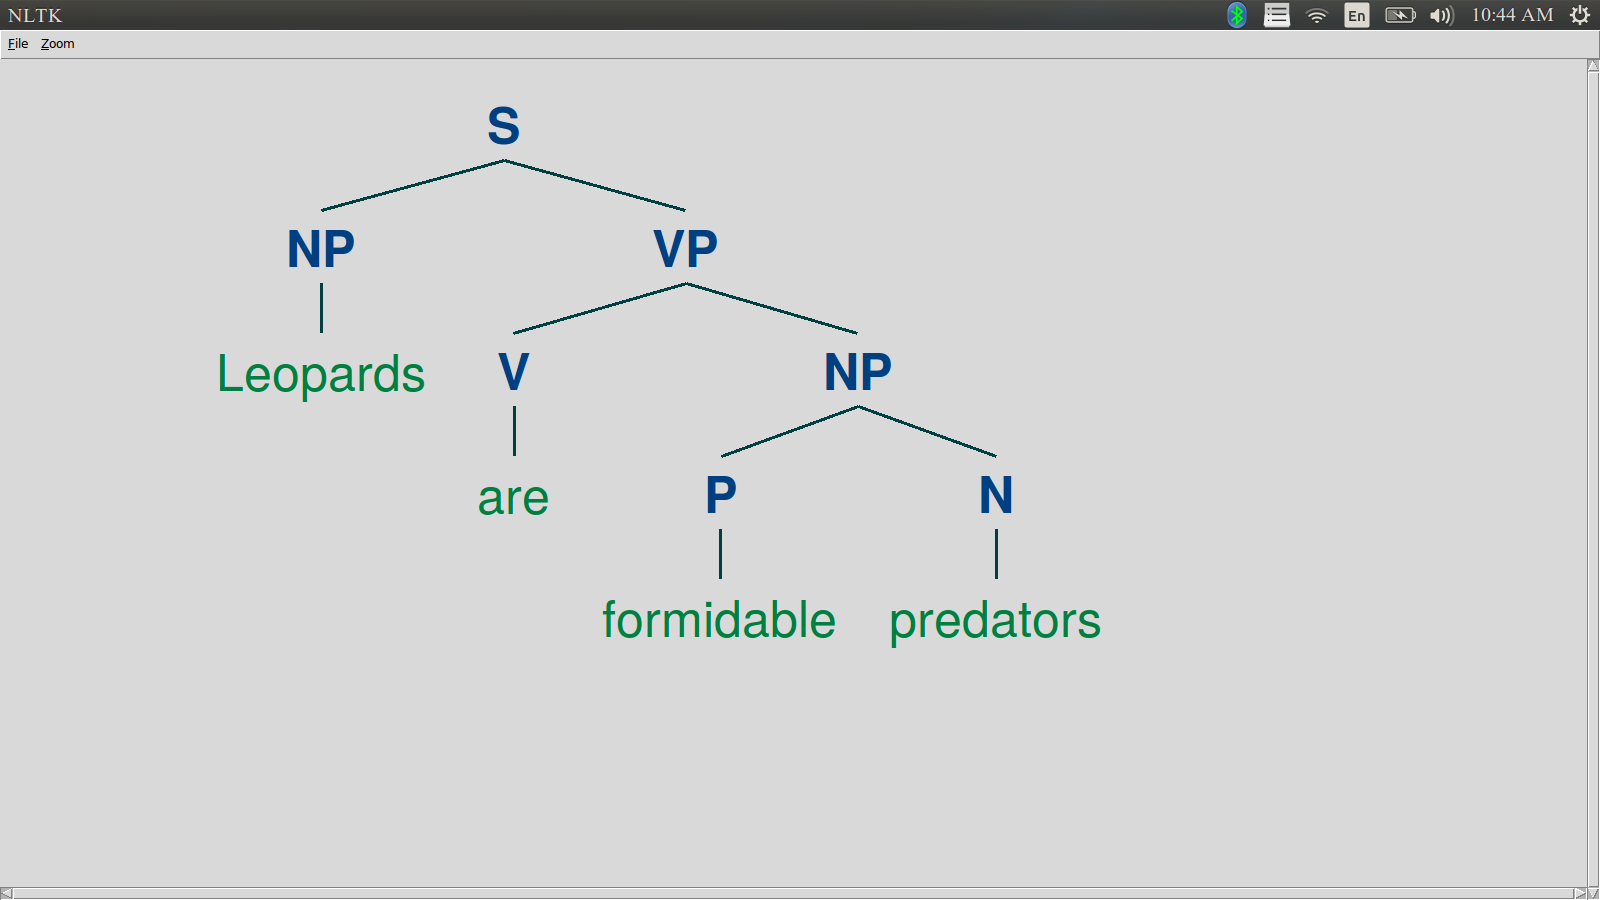 NLTK
En
10:44 AM
File Zoom
S
NP VP
Leopards V NP
are P N
formidable predators